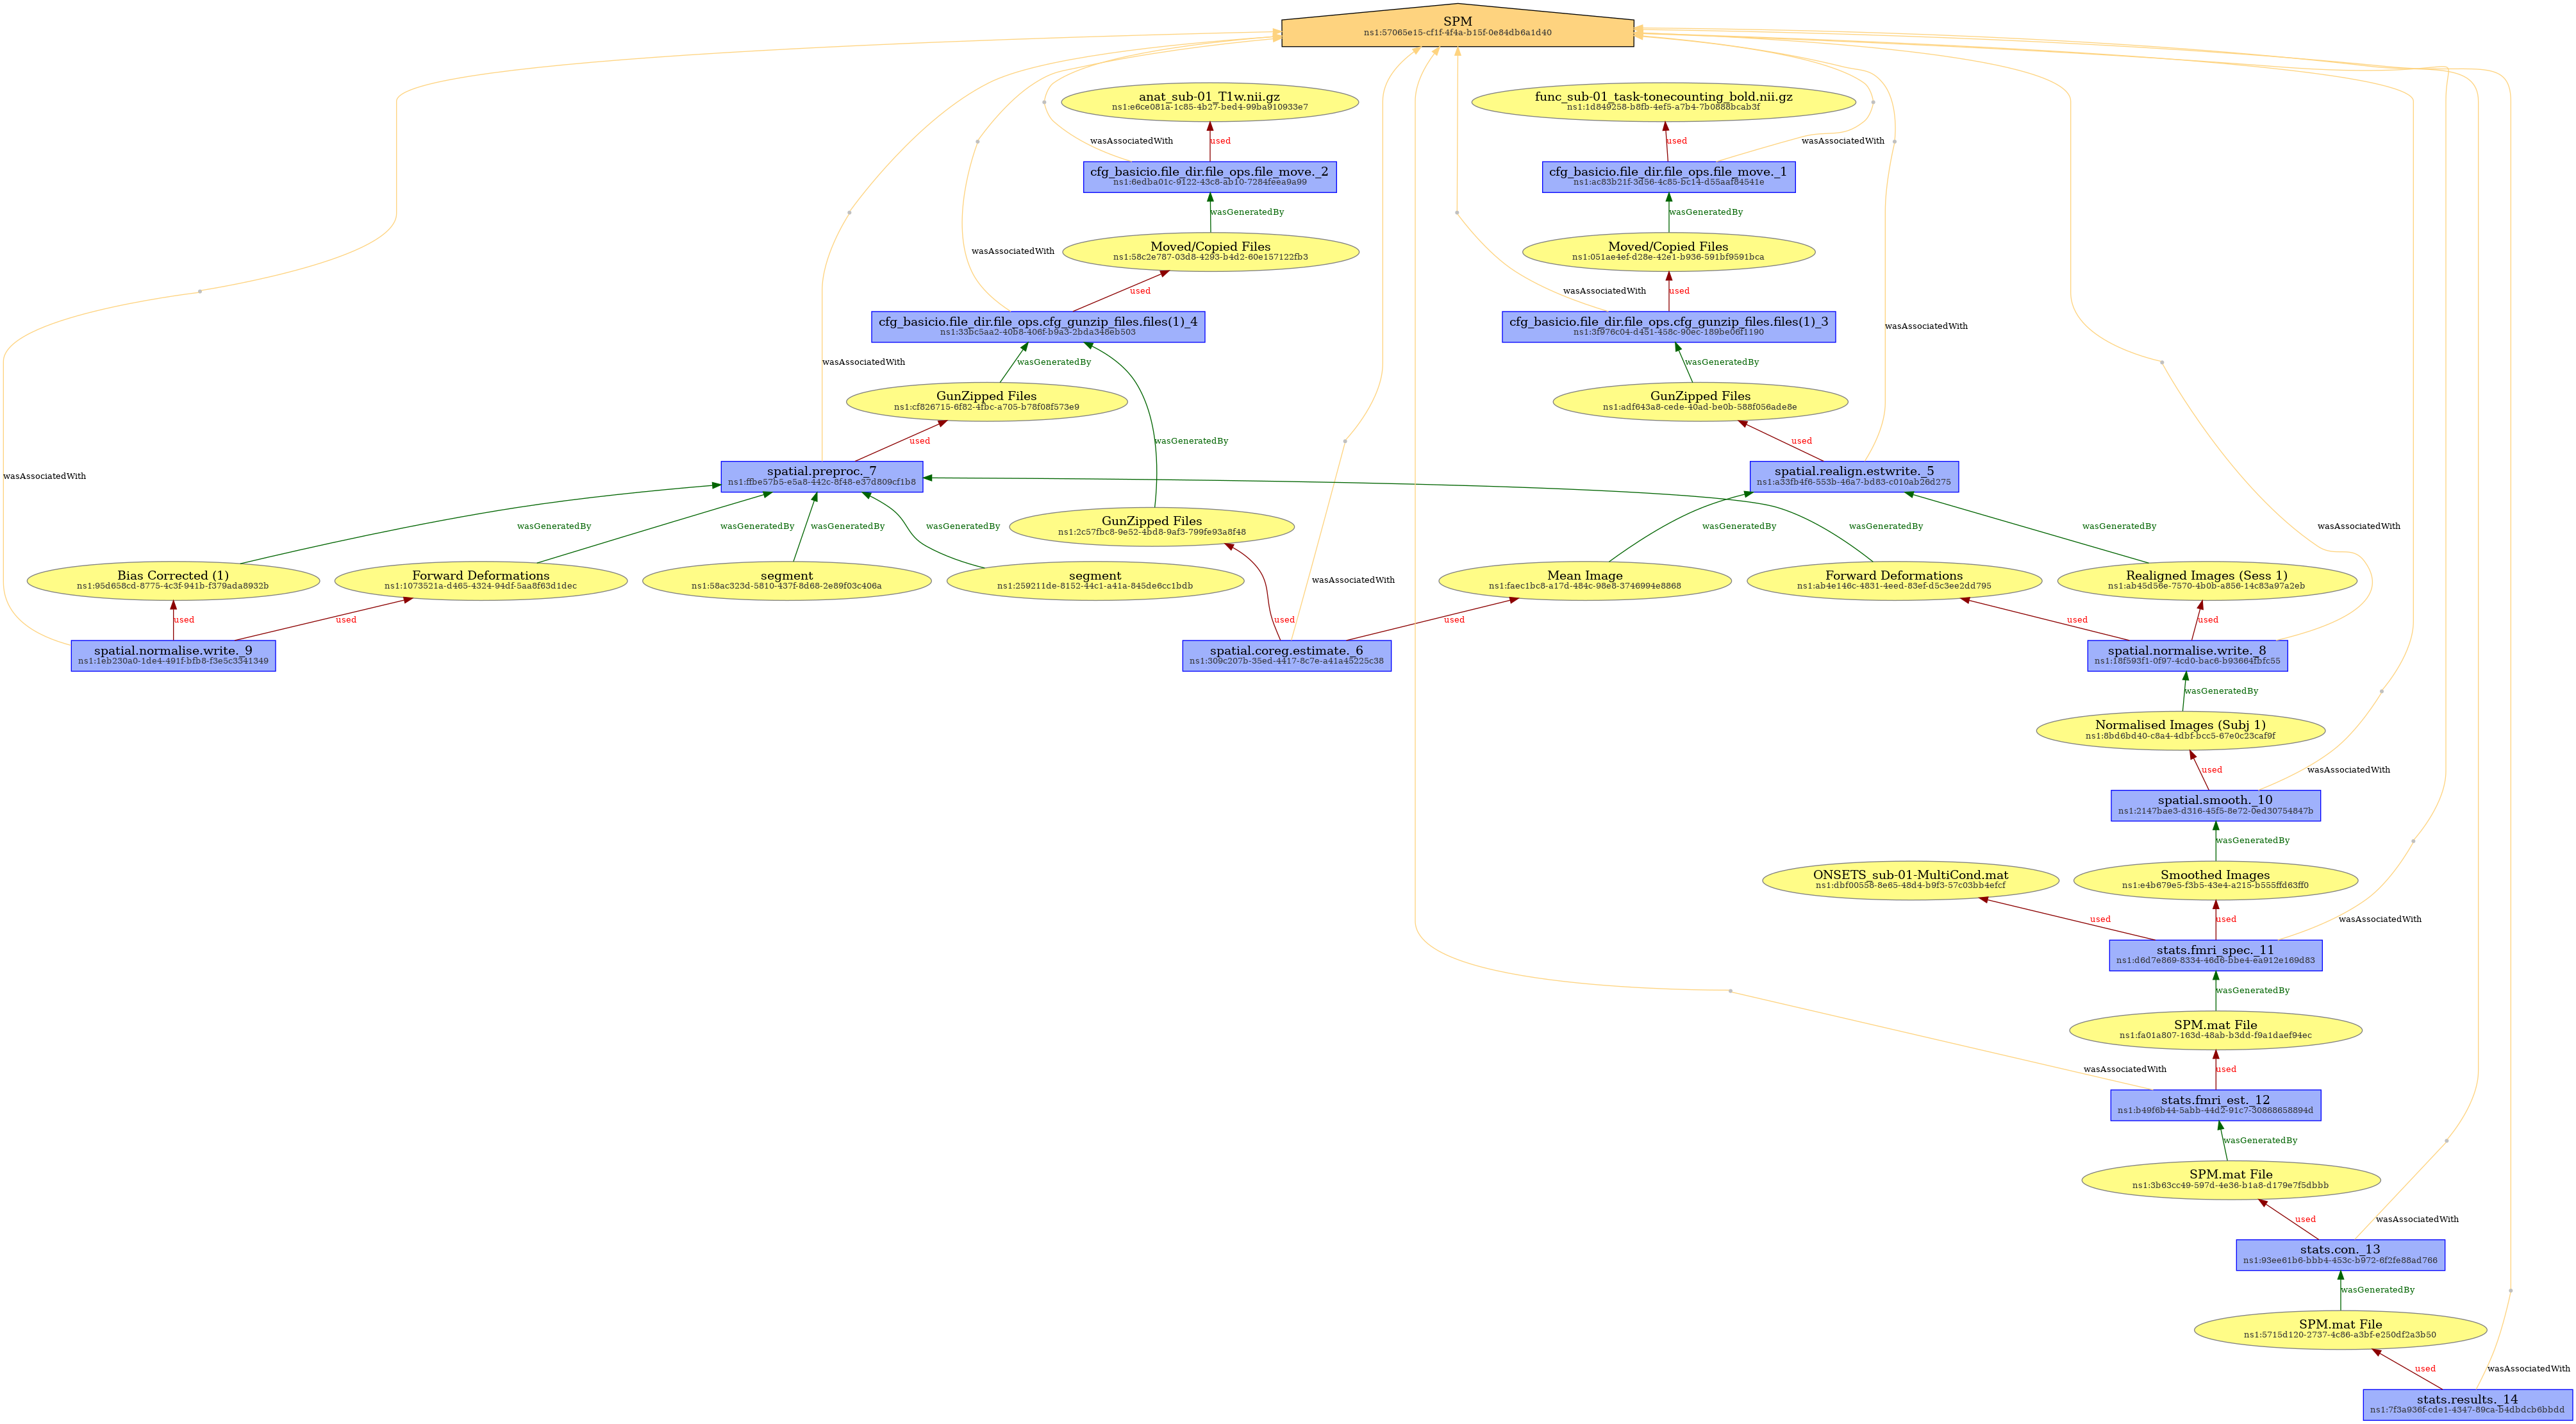 SPM
ns1:57065e15-cf1f-4f4a-b15f-0e84db6a1d40
anat_sub-01_T1w.nii.gz
ns1:e6ce081a-1c85-4b27-bed4-99ba910933e7
func_sub-01_task-tonecounting_bold.nii.gz
ns1:1d849258-b8fb-4ef5-a7b4-7b0888bcab3f
wasAssociatedWith
used
used
wasAssociatedWith
cfg_basicio.file_dir.file_ops.file_move._2
ns1:6edba01c-9122-43c8-ab10-7284feea9a99
cfg_basicio.file_dir.file_ops.file_move._1
ns1:ac83b21f-3d56-4c85-bc14-d55aaf84541e
wasGeneratedBy
wasGeneratedBy
wasAssociatedWith
Moved/Copied Files
ns1:58c2e787-03d8-4293-b4d2-60e157122fb3
Moved/Copied Files
ns1:051ae4ef-d28e-42e1-b936-591bf9591bca
used
wasAssociatedWith
used
cfg_basicio.file_dir.file_ops.cfg_gunzip_files.files(1)_4
ns1:33bc5aa2-40b8-406f-b9a3-2bda348eb503
cfg_basicio.file_dir.file_ops.cfg_gunzip_files.files(1)_3
ns1:3f976c04-d451-458c-90ec-189be06f1190
wasAssociatedWith
wasAssociatedWith
wasGeneratedBy
wasGeneratedBy
GunZipped Files
ns1:cf826715-6f82-4fbc-a705-b78f08f573e9
GunZipped Files
ns1:adf643a8-cede-40ad-be0b-588f056ade8e
used
wasGeneratedBy
used
wasAssociatedWith
spatial.preproc._7
ns1:ffbe57b5-e5a8-442c-8f48-e37d809cf1b8
spatial.realign.estwrite._5
ns1:a33fb4f6-553b-46a7-bd83-c010ab26d275
wasGeneratedBy
wasGeneratedBy
wasGeneratedBy
wasGeneratedBy
GunZipped Files
ns1:2c57fbc8-9e52-4bd8-9af3-799fe93a8f48
wasGeneratedBy
wasGeneratedBy
wasGeneratedBy
wasAssociatedWith
Bias Corrected (1)
ns1:95d658cd-8775-4c3f-941b-f379ada8932b
Forward Deformations
ns1:1073521a-d465-4324-94df-5aa8f63d1dec
segment
ns1:58ac323d-5810-437f-8d68-2e89f03c406a
segment
ns1:259211de-8152-44c1-a41a-845de6cc1bdb
wasAssociatedWith
Mean Image
ns1:faec1bc8-a17d-484c-98e8-3746994e8868
Forward Deformations
ns1:ab4e146c-4831-4eed-83ef-d5c3ee2dd795
Realigned Images (Sess 1)
ns1:ab45d56e-7570-4b0b-a856-14c83a97a2eb
used
used
used
used
used
used
spatial.normalise.write._9
ns1:1eb230a0-1de4-491f-bfb8-f3e5c3341349
spatial.coreg.estimate._6
ns1:309c207b-35ed-4417-8c7e-a41a45225c38
spatial.normalise.write._8
ns1:18f593f1-0f97-4cd0-bac6-b93664fbfc55
wasGeneratedBy
Normalised Images (Subj 1)
ns1:8bd6bd40-c8a4-4dbf-bcc5-67e0c23caf9f
used
wasAssociatedWith
spatial.smooth._10
ns1:2147bae3-d316-45f5-8e72-0ed30754847b
wasGeneratedBy
ONSETS_sub-01-MultiCond.mat
ns1:dbf00558-8e65-48d4-b9f3-57c03bb4efcf
Smoothed Images
ns1:e4b679e5-f3b5-43e4-a215-b555ffd63ff0
used
used
wasAssociatedWith
stats.fmri_spec._11
ns1:d6d7e869-8334-46d6-bbe4-ea912e169d83
wasGeneratedBy
SPM.mat File
ns1:fa01a807-163d-48ab-b3dd-f9a1daef94ec
wasAssociatedWith
used
stats.fmri_est._12
ns1:b49f6b44-5abb-44d2-91c7-30868658894d
wasGeneratedBy
SPM.mat File
ns1:3b63cc49-597d-4e36-b1a8-d179e7f5dbbb
used
wasAssociatedWith
stats.con._13
ns1:93ee61b6-bbb4-453c-b972-6f2fe88ad766
wasGeneratedBy
SPM.mat File
ns1:5715d120-2737-4c86-a3bf-e250df2a3b50
used
wasAssociatedWith
stats.results._14
ns1:7f3a936f-cde1-4347-89ca-b4dbdcb6bbdd